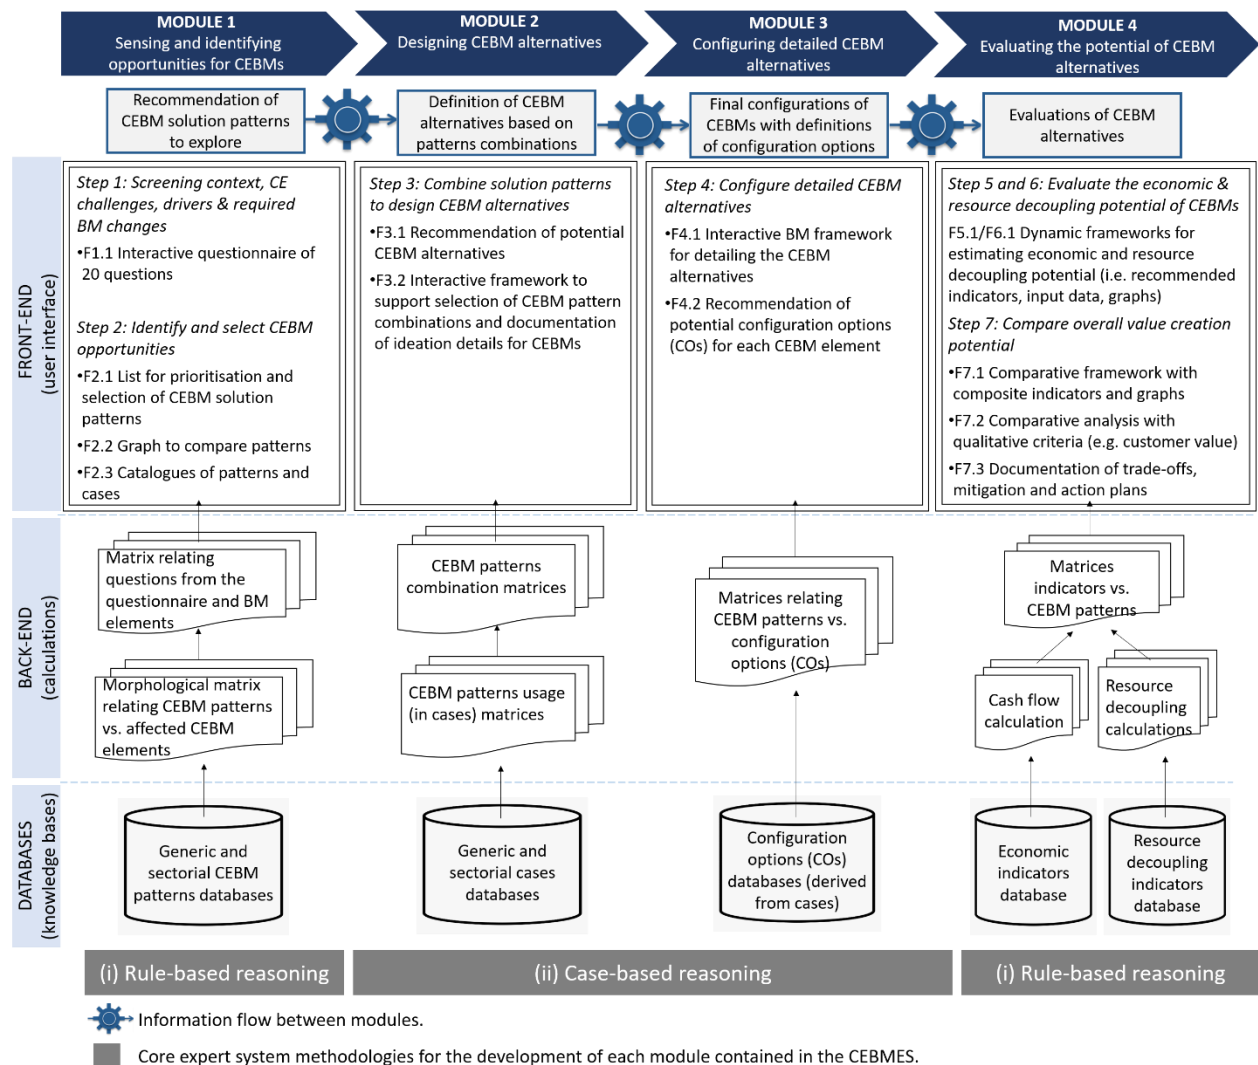 MODULE 1
Sensing and identifying
opportunities for CEBMs
MODULE 2
Designing CEBM alternatives
MODULE 3
Configuring detailed CEBM
alternatives
MODULE 4
Evaluating the potential of CEBM
alternatives
Recommendation of
CEBM solution patterns
to explore
Definition of CEBM
alternatives based on
patterns combinations
Final configurations of
CEBMs with definitions
of configuration options
Evaluations of CEBM
alternatives
FRONT-END
(user interface)
Step 1: Screening context, CE
challenges, drivers & required
BM changes
•F1.1 Interactive questionnaire of
20 questions
Step 2: Identify and select CEBM
opportunities
•F2.1 List for prioritisation and
selection of CEBM solution
patterns
•F2.2 Graph to compare patterns
•F2.3 Catalogues of patterns and
cases
Step 3: Combine solution patterns
to design CEBM alternatives
•F3.1 Recommendation of potential
CEBM alternatives
•F3.2 Interactive framework to
support selection of CEBM pattern
combinations and documentation
of ideation details for CEBMs
Step 4: Configure detailed CEBM
alternatives
•F4.1 Interactive BM framework
for detailing the CEBM
alternatives
•F4.2 Recommendation of
potential configuration options
(COs) for each CEBM element
Step 5 and 6: Evaluate the economic &
resource decoupling potential of CEBMs
F5.1/F6.1 Dynamic frameworks for
estimating economic and resource
decoupling potential (i.e. recommended
indicators, input data, graphs)
Step 7: Compare overall value creation
potential
•F7.1 Comparative framework with
composite indicators and graphs
•F7.2 Comparative analysis with
qualitative criteria (e.g. customer value)
•F7.3 Documentation of trade-offs,
mitigation and action plans
BACK-END
(calculations)
Matrix relating
questions from the
questionnaire and BM
elements
Morphological matrix
relating CEBM patterns
vs. affected CEBM
elements
CEBM patterns
combination matrices
CEBM patterns usage
(in cases) matrices
Matrices relating
CEBM patterns vs.
configuration
options (COs)
Matrices
indicators vs.
CEBM patterns
Cash flow
calculation
Resource
decoupling
calculations
DATABASES
(knowledge bases)
Generic and
sectorial CEBM
patterns databases
Generic and
sectorial cases
databases
Configuration
options (COs)
databases (derived
from cases)
Economic
indicators
database
Resource
decoupling
indicators
database
(i) Rule-based reasoning
(ii) Case-based reasoning
(i) Rule-based reasoning
Information flow between modules.
Core expert system methodologies for the development of each module contained in the CEBMES.